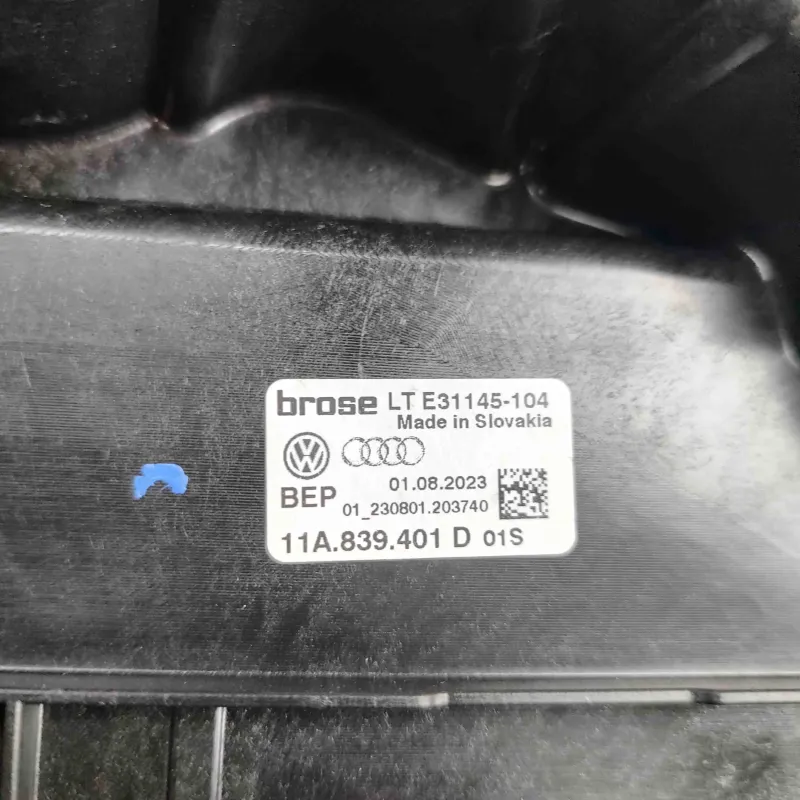 brose LT E31145-104
Made in Slovakia
01.08.2023
BEP 01_230801.203740
11A.839.401 D 01S